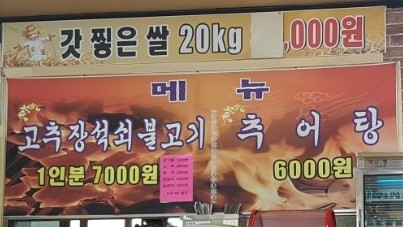 갓 찧은 쌀 20kg ,000원
메뉴
고추장석쇠불고기 추어탕
1인분 7000원 6000원